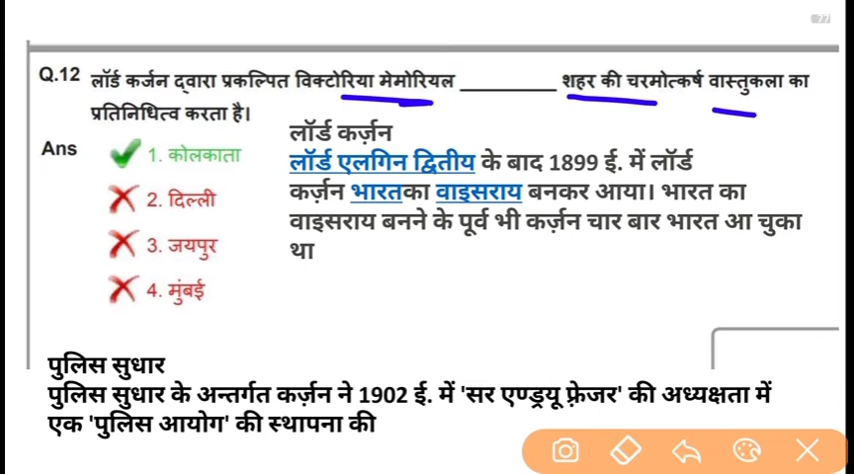 27
Q.12 लॉर्ड कर्जन द्वारा प्रकल्पित विक्टोरिया मेमोरियल __________ शहर की चरमोत्कर्ष वास्तुकला का
प्रतिनिधित्व करता है।
Ans
1. कोलकाता
2. दिल्ली
3. जयपुर
4. मुंबई
लॉर्ड कर्ज़न
लॉर्ड एलगिन द्वितीय के बाद 1899 ई. में लॉर्ड
कर्ज़न भारतका वाइसराय बनकर आया। भारत का
वाइसराय बनने के पूर्व भी कर्ज़न चार बार भारत आ चुका
था
पुलिस सुधार
पुलिस सुधार के अन्तर्गत कर्ज़न ने 1902 ई. में 'सर एण्ड्रयू फ़्रेजर' की अध्यक्षता में
एक 'पुलिस आयोग' की स्थापना की